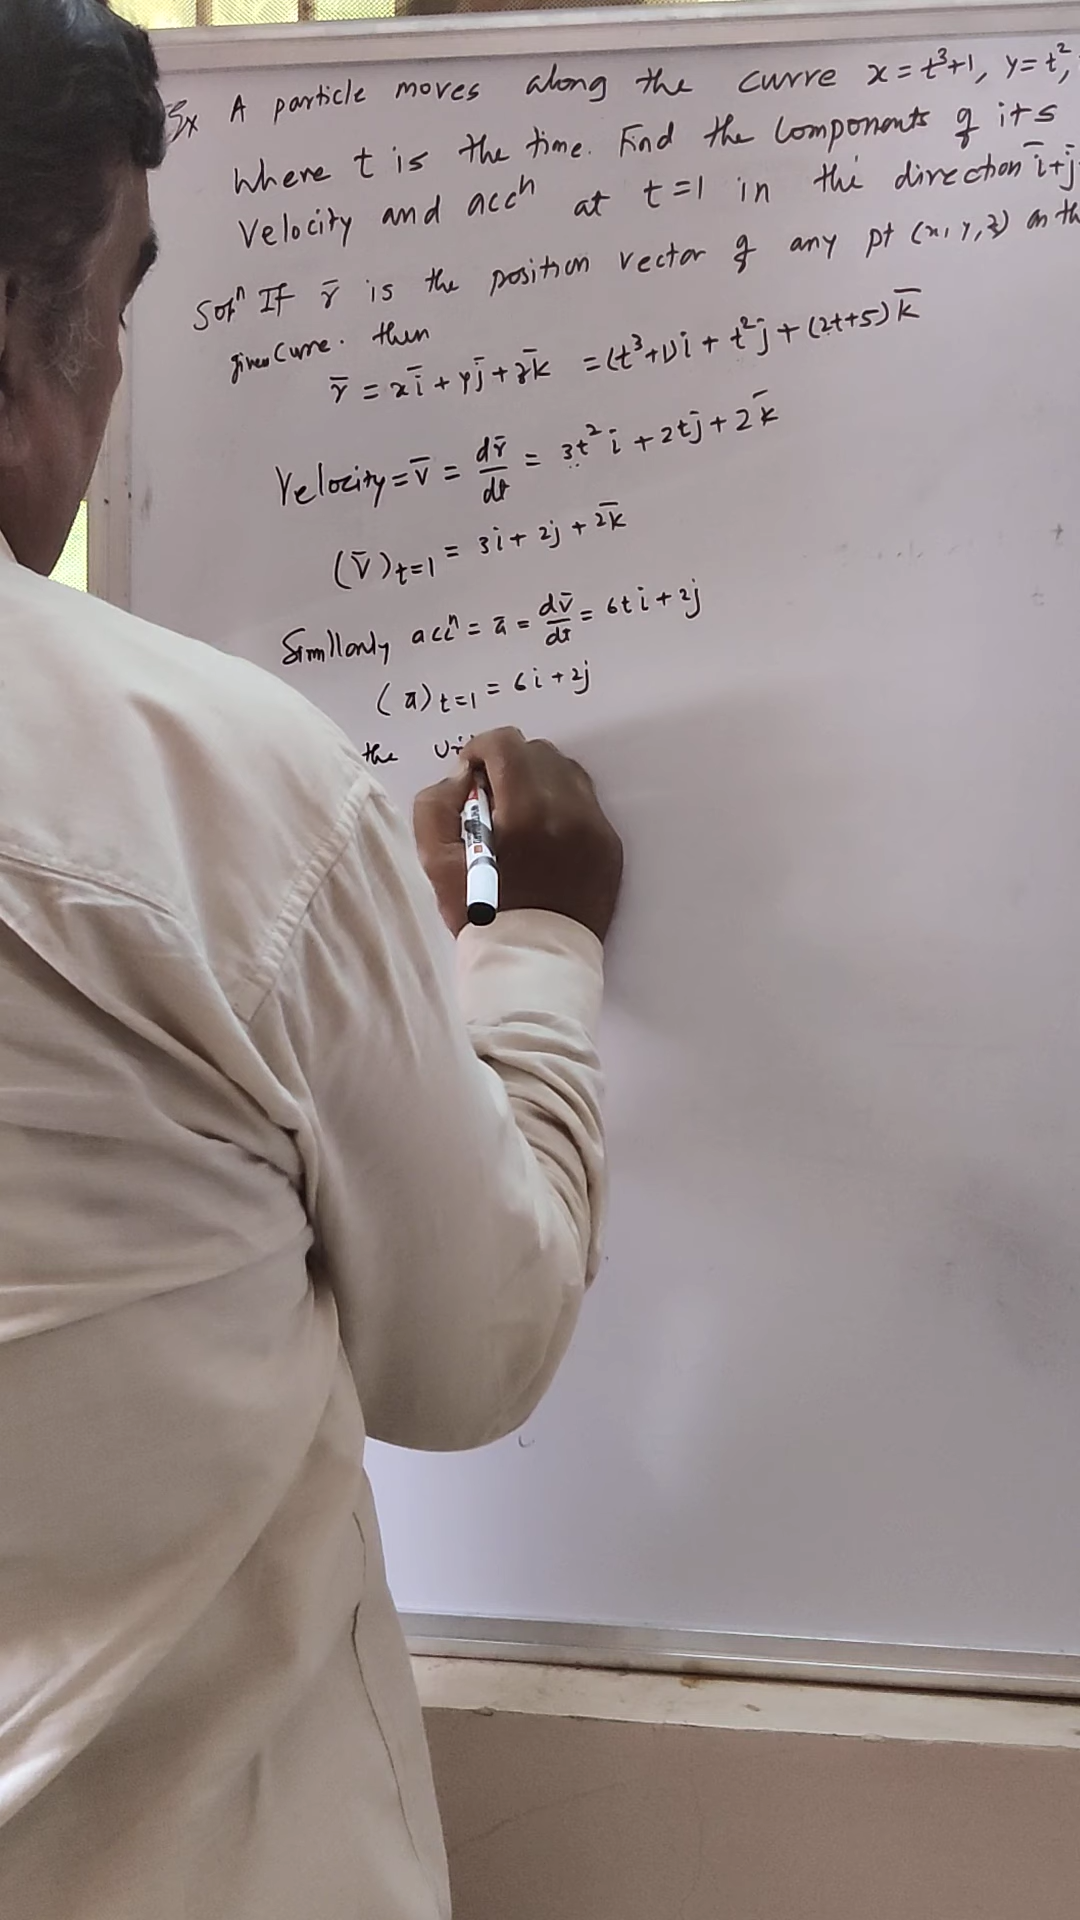 Ex A particle moves along the curve x = t³+1, y = t²,
Where t is the time. Find the Components of its
Velocity and accⁿ at t=1 in the direction i̅+j̅
Solⁿ If r̅ is the position vector of any pt (x, y, z) on the
given Curve. then
r̅ = xi̅ + yj̅ + zk̅ = (t³+1)i + t²j + (2t+5)k̅
Velocity = v̅ = dr̅/dt = 3t²i + 2tj + 2k̅
(v̅)t=1 = 3i + 2j + 2k̅
Similarly accⁿ = a̅ = dv̅/dt = 6ti + 2j
(a̅)t=1 = 6i + 2j
the